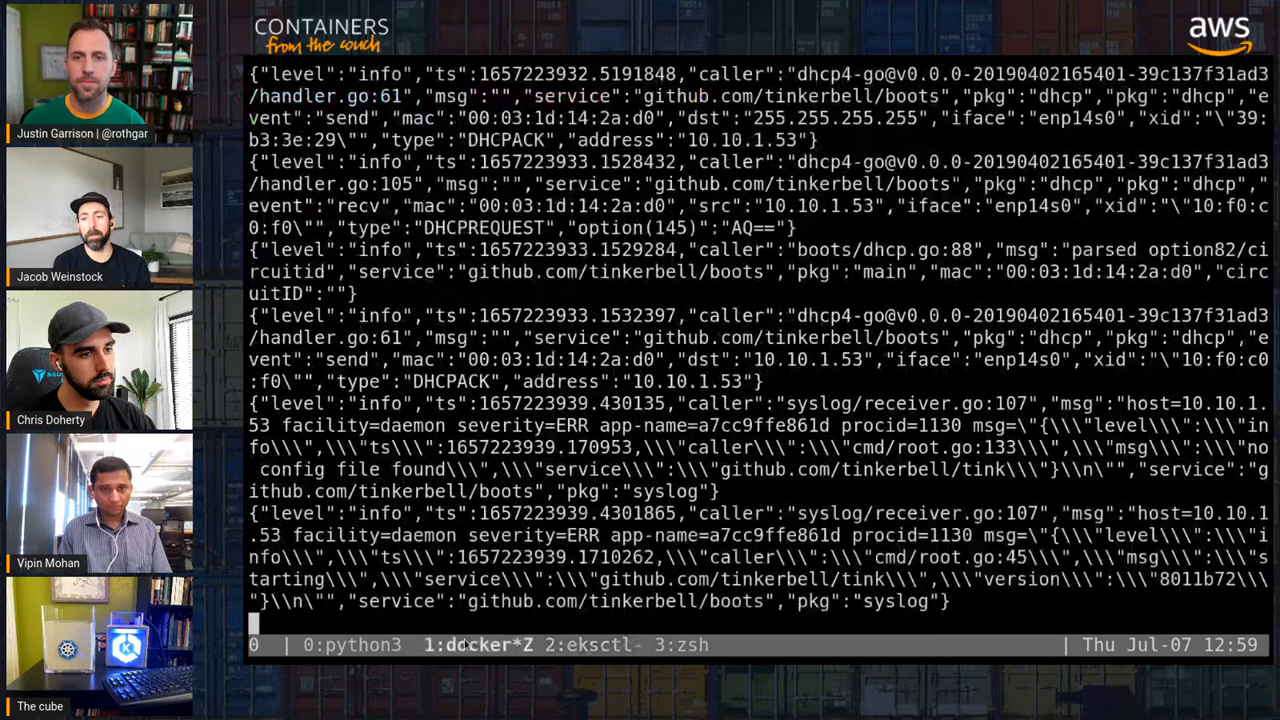 CONTAINERS
from the couch
aws
{"level":"info","ts":1657223932.5191848,"caller":"dhcp4-go@v0.0.0-20190402165401-39c137f31ad3
/handler.go:61","msg":"","service":"github.com/tinkerbell/boots","pkg":"dhcp","pkg":"dhcp","e
vent":"send","mac":"00:03:1d:14:2a:d0","dst":"255.255.255.255","iface":"enp14s0","xid":"\"39:
b3:3e:29\"","type":"DHCPACK","address":"10.10.1.53"}
{"level":"info","ts":1657223933.1528432,"caller":"dhcp4-go@v0.0.0-20190402165401-39c137f31ad3
/handler.go:105","msg":"","service":"github.com/tinkerbell/boots","pkg":"dhcp","pkg":"dhcp","
event":"recv","mac":"00:03:1d:14:2a:d0","src":"10.10.1.53","iface":"enp14s0","xid":"\"10:f0:c
0:f0\"","type":"DHCPREQUEST","option(145)":"AQ=="}
{"level":"info","ts":1657223933.1529284,"caller":"boots/dhcp.go:88","msg":"parsed option82/ci
rcuitid","service":"github.com/tinkerbell/boots","pkg":"main","mac":"00:03:1d:14:2a:d0","circ
uitID":""}
{"level":"info","ts":1657223933.1532397,"caller":"dhcp4-go@v0.0.0-20190402165401-39c137f31ad3
/handler.go:61","msg":"","service":"github.com/tinkerbell/boots","pkg":"dhcp","pkg":"dhcp","e
vent":"send","mac":"00:03:1d:14:2a:d0","dst":"10.10.1.53","iface":"enp14s0","xid":"\"10:f0:c0
:f0\"","type":"DHCPACK","address":"10.10.1.53"}
{"level":"info","ts":1657223939.430135,"caller":"syslog/receiver.go:107","msg":"host=10.10.1.
53 facility=daemon severity=ERR app-name=a7cc9ffe861d procid=1130 msg=\"{\\\"level\\\":\\\"in
fo\\\",\\\"ts\\\":1657223939.170953,\\\"caller\\\":\\\"cmd/root.go:133\\\",\\\"msg\\\":\\\"no
 config file found\\\",\\\"service\\\":\\\"github.com/tinkerbell/tink\\\"}\\n\"","service":"g
ithub.com/tinkerbell/boots","pkg":"syslog"}
{"level":"info","ts":1657223939.4301865,"caller":"syslog/receiver.go:107","msg":"host=10.10.1
.53 facility=daemon severity=ERR app-name=a7cc9ffe861d procid=1130 msg=\"{\\\"level\\\":\\\"i
nfo\\\",\\\"ts\\\":1657223939.1710262,\\\"caller\\\":\\\"cmd/root.go:45\\\",\\\"msg\\\":\\\"s
tarting\\\",\\\"service\\\":\\\"github.com/tinkerbell/tink\\\",\\\"version\\\":\\\"8011b72\\\
"}\\n\"","service":"github.com/tinkerbell/boots","pkg":"syslog"}
0 | 0:python3 1:docker*Z 2:eksctl- 3:zsh | Thu Jul-07 12:59
Justin Garrison | @rothgar
Jacob Weinstock
Chris Doherty
Vipin Mohan
The cube